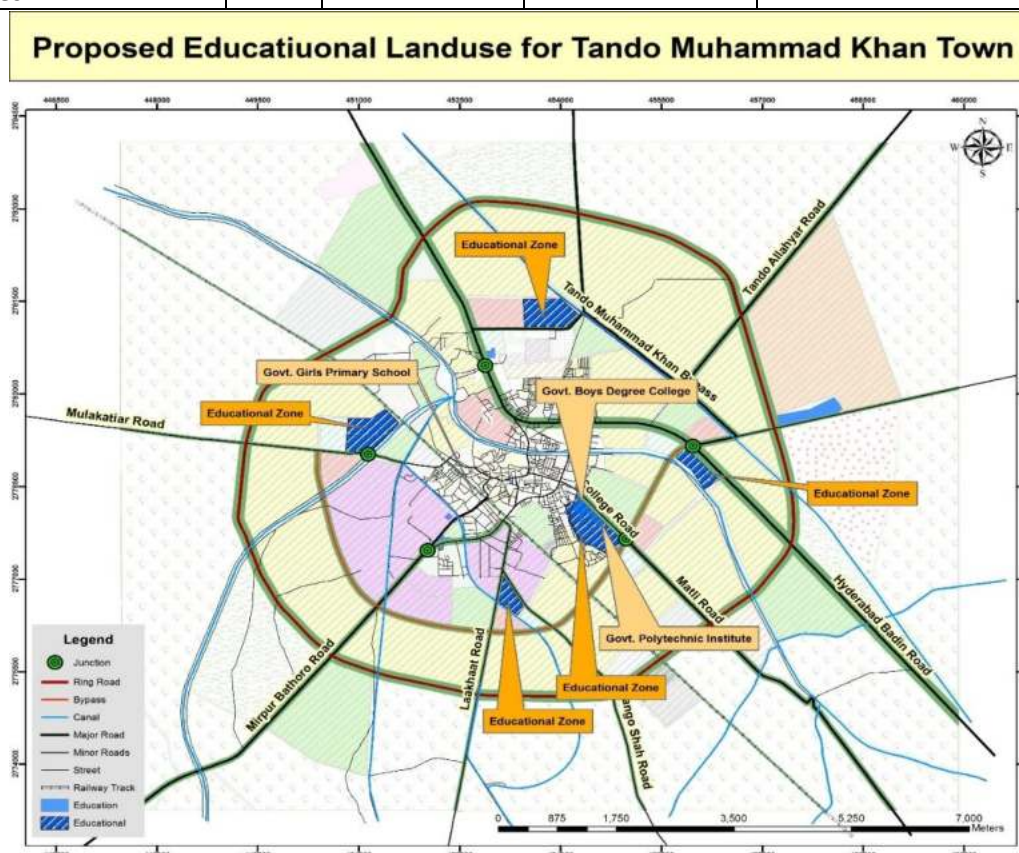 Proposed Educatiuonal Landuse for Tando Muhammad Khan Town
448500 448000 449500 451000 452500 454000 455500 457000 458500 460000
N
W E
S
Tando Allahyar Road
Educational Zone
Tando Muhammad Khan Bypass
Govt. Girls Primary School
Govt. Boys Degree College
Educational Zone
Mulakatiar Road
Educational Zone
College Road
Matli Road
Hyderabad Badin Road
Govt. Polytechnic Institute
Mirpur Bathoro Road
Laakhaat Road
Educational Zone
ango Shah Road
Educational Zone
Legend
Junction
Ring Road
Bypass
Canal
Major Road
Minor Roads
Street
Railway Track
Education
Educational
0 875 1,750 3,500 5,250 7,000
Meters